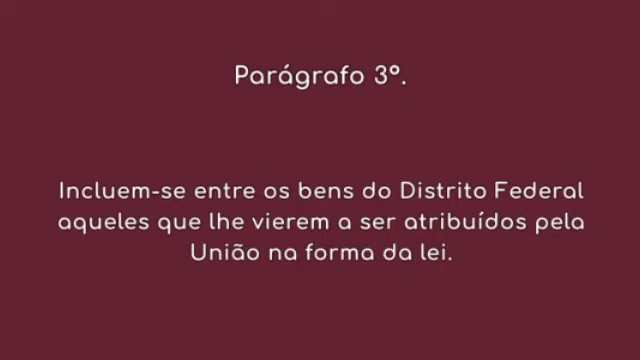 Parágrafo 3º.
Incluem-se entre os bens do Distrito Federal
aqueles que lhe vierem a ser atribuídos pela
União na forma da lei.